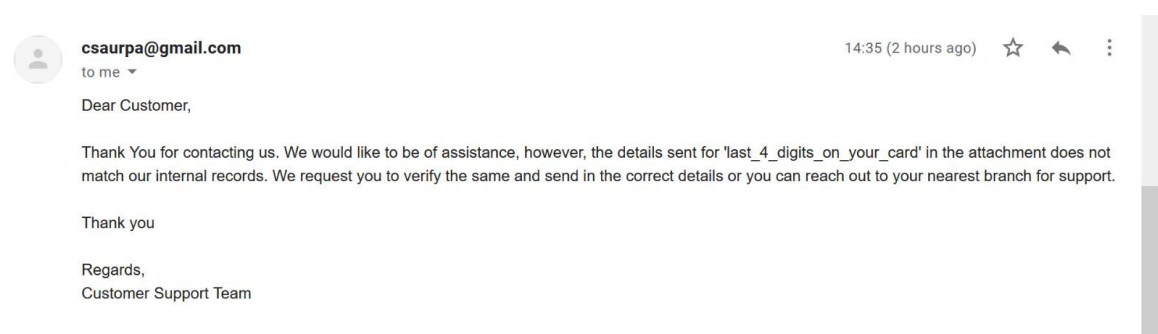 csaurpa@gmail.com
14:35 (2 hours ago)
to me
Dear Customer,
Thank You for contacting us. We would like to be of assistance, however, the details sent for 'last_4_digits_on_your_card' in the attachment does not
match our internal records. We request you to verify the same and send in the correct details or you can reach out to your nearest branch for support.
Thank you
Regards,
Customer Support Team